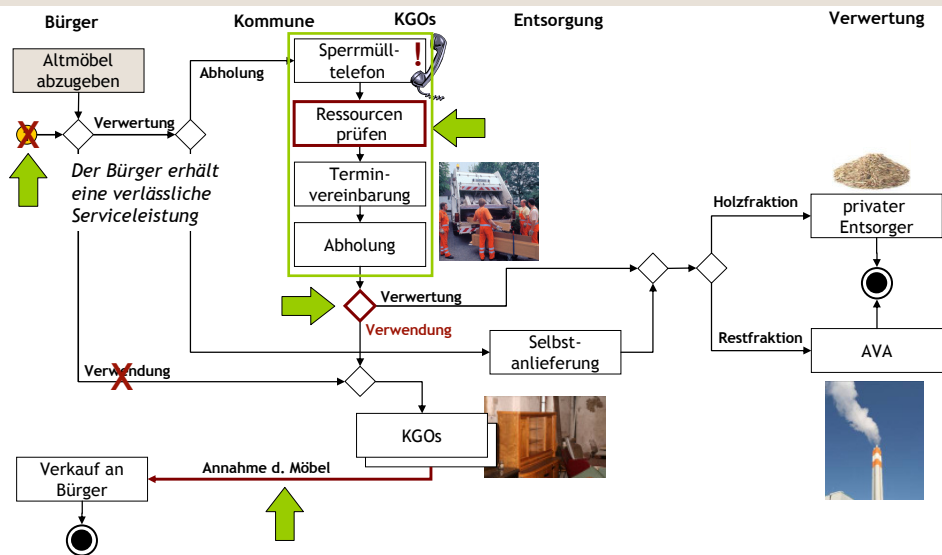 Bürger
Kommune
KGOs
Entsorgung
Verwertung
Altmöbel
abzugeben
Abholung
Sperrmüll-
telefon
!
Verwertung
Ressourcen
prüfen
X
Der Bürger erhält
eine verlässliche
Serviceleistung
Termin-
vereinbarung
Abholung
Holzfraktion
privater
Entsorger
Verwertung
Verwendung
Selbst-
anlieferung
Restfraktion
AVA
Verwendung
X
KGOs
Verkauf an
Bürger
Annahme d. Möbel